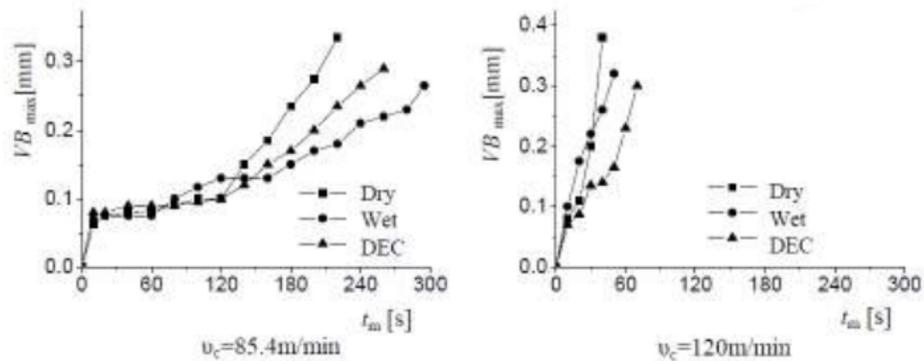 VB max[mm]
0.3
0.2
0.1
0.0
0 60 120 180 240 300
tm [s]
Dry
Wet
DEC
υc=85.4m/min
VB max[mm]
0.4
0.3
0.2
0.1
0.0
0 60 120 180 240 300
tm [s]
Dry
Wet
DEC
υc=120m/min